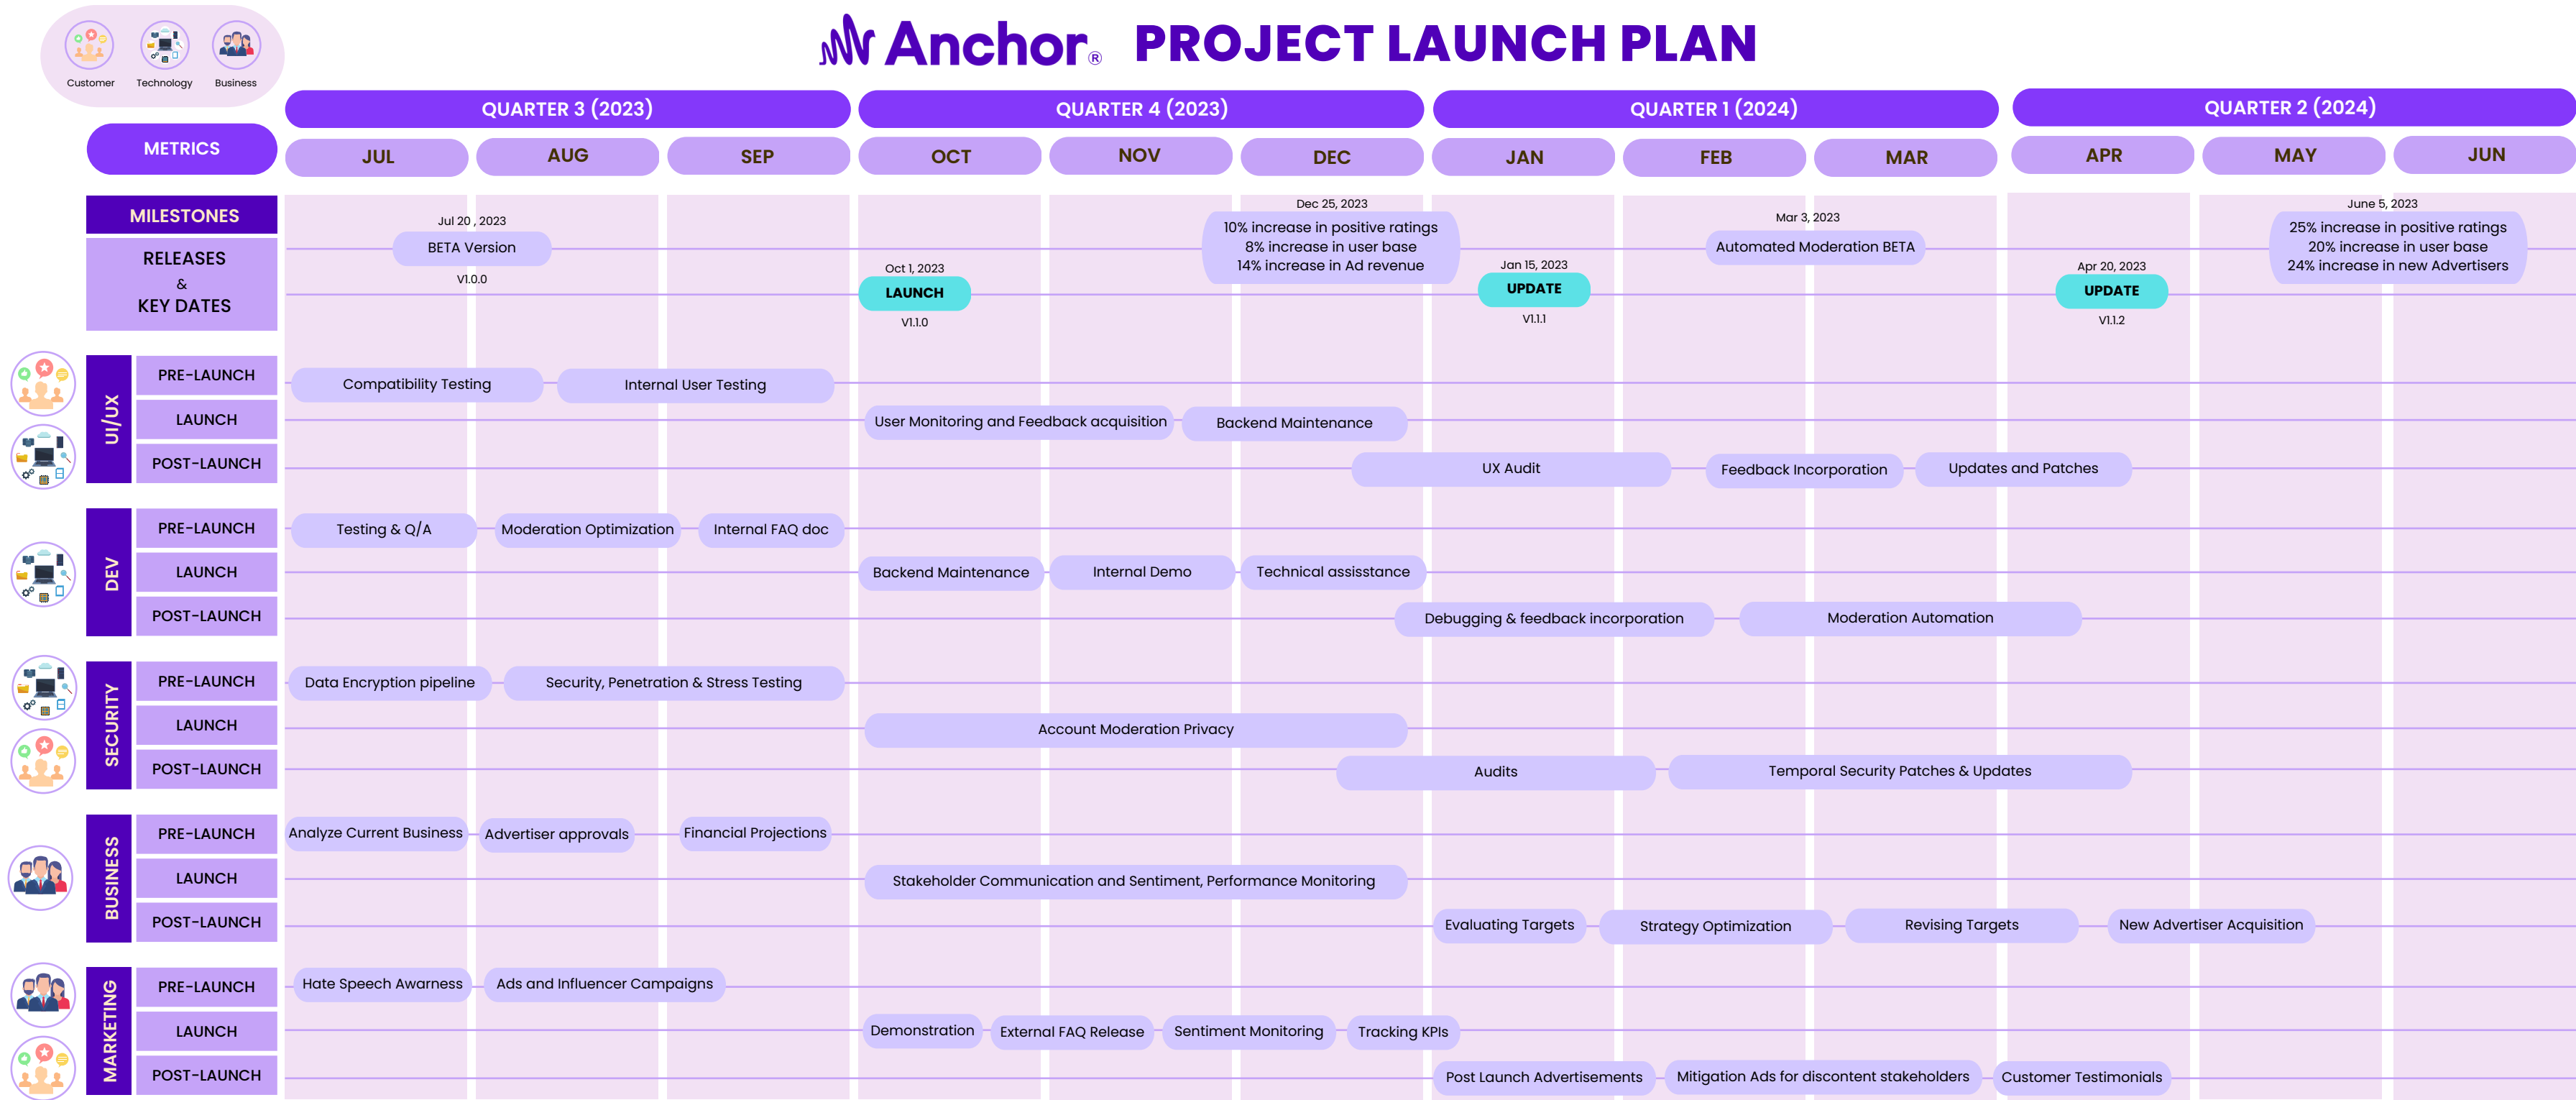 Customer
Technology
Business
Anchor® PROJECT LAUNCH PLAN
QUARTER 3 (2023)
QUARTER 4 (2023)
QUARTER 1 (2024)
QUARTER 2 (2024)
METRICS
JUL
AUG
SEP
OCT
NOV
DEC
JAN
FEB
MAR
APR
MAY
JUN
MILESTONES
RELEASES
&
KEY DATES
Jul 20 , 2023
BETA Version
V1.0.0
Oct 1, 2023
LAUNCH
V1.1.0
Dec 25, 2023
10% increase in positive ratings
8% increase in user base
14% increase in Ad revenue
Jan 15, 2023
UPDATE
V1.1.1
Mar 3, 2023
Automated Moderation BETA
Apr 20, 2023
UPDATE
V1.1.2
June 5, 2023
25% increase in positive ratings
20% increase in user base
24% increase in new Advertisers
UI/UX
PRE-LAUNCH
Compatibility Testing
Internal User Testing
LAUNCH
User Monitoring and Feedback acquisition
Backend Maintenance
POST-LAUNCH
UX Audit
Feedback Incorporation
Updates and Patches
DEV
PRE-LAUNCH
Testing & Q/A
Moderation Optimization
Internal FAQ doc
LAUNCH
Backend Maintenance
Internal Demo
Technical assisstance
POST-LAUNCH
Debugging & feedback incorporation
Moderation Automation
SECURITY
PRE-LAUNCH
Data Encryption pipeline
Security, Penetration & Stress Testing
LAUNCH
Account Moderation Privacy
POST-LAUNCH
Audits
Temporal Security Patches & Updates
BUSINESS
PRE-LAUNCH
Analyze Current Business
Advertiser approvals
Financial Projections
LAUNCH
Stakeholder Communication and Sentiment, Performance Monitoring
POST-LAUNCH
Evaluating Targets
Strategy Optimization
Revising Targets
New Advertiser Acquisition
MARKETING
PRE-LAUNCH
Hate Speech Awarness
Ads and Influencer Campaigns
LAUNCH
Demonstration
External FAQ Release
Sentiment Monitoring
Tracking KPIs
POST-LAUNCH
Post Launch Advertisements
Mitigation Ads for discontent stakeholders
Customer Testimonials